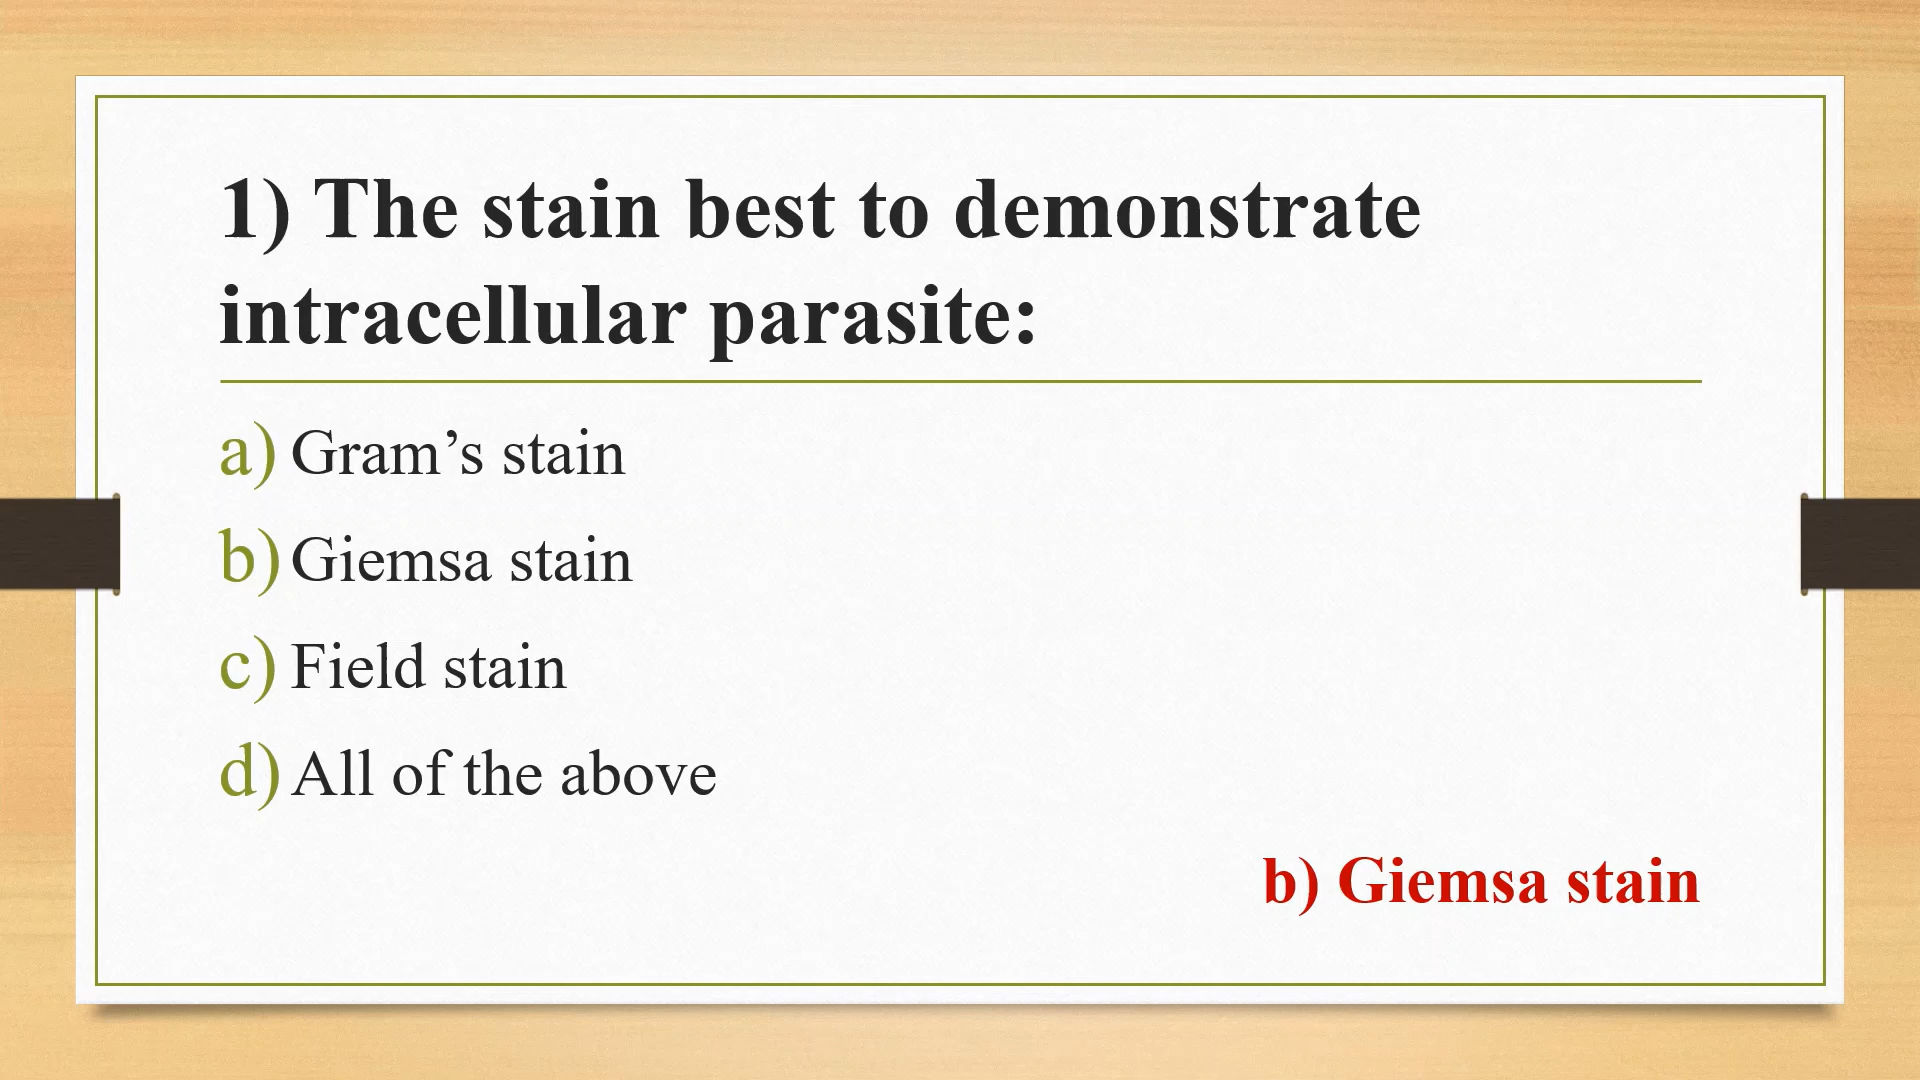 1) The stain best to demonstrate
intracellular parasite:
a) Gram’s stain
b) Giemsa stain
c) Field stain
d) All of the above
b) Giemsa stain